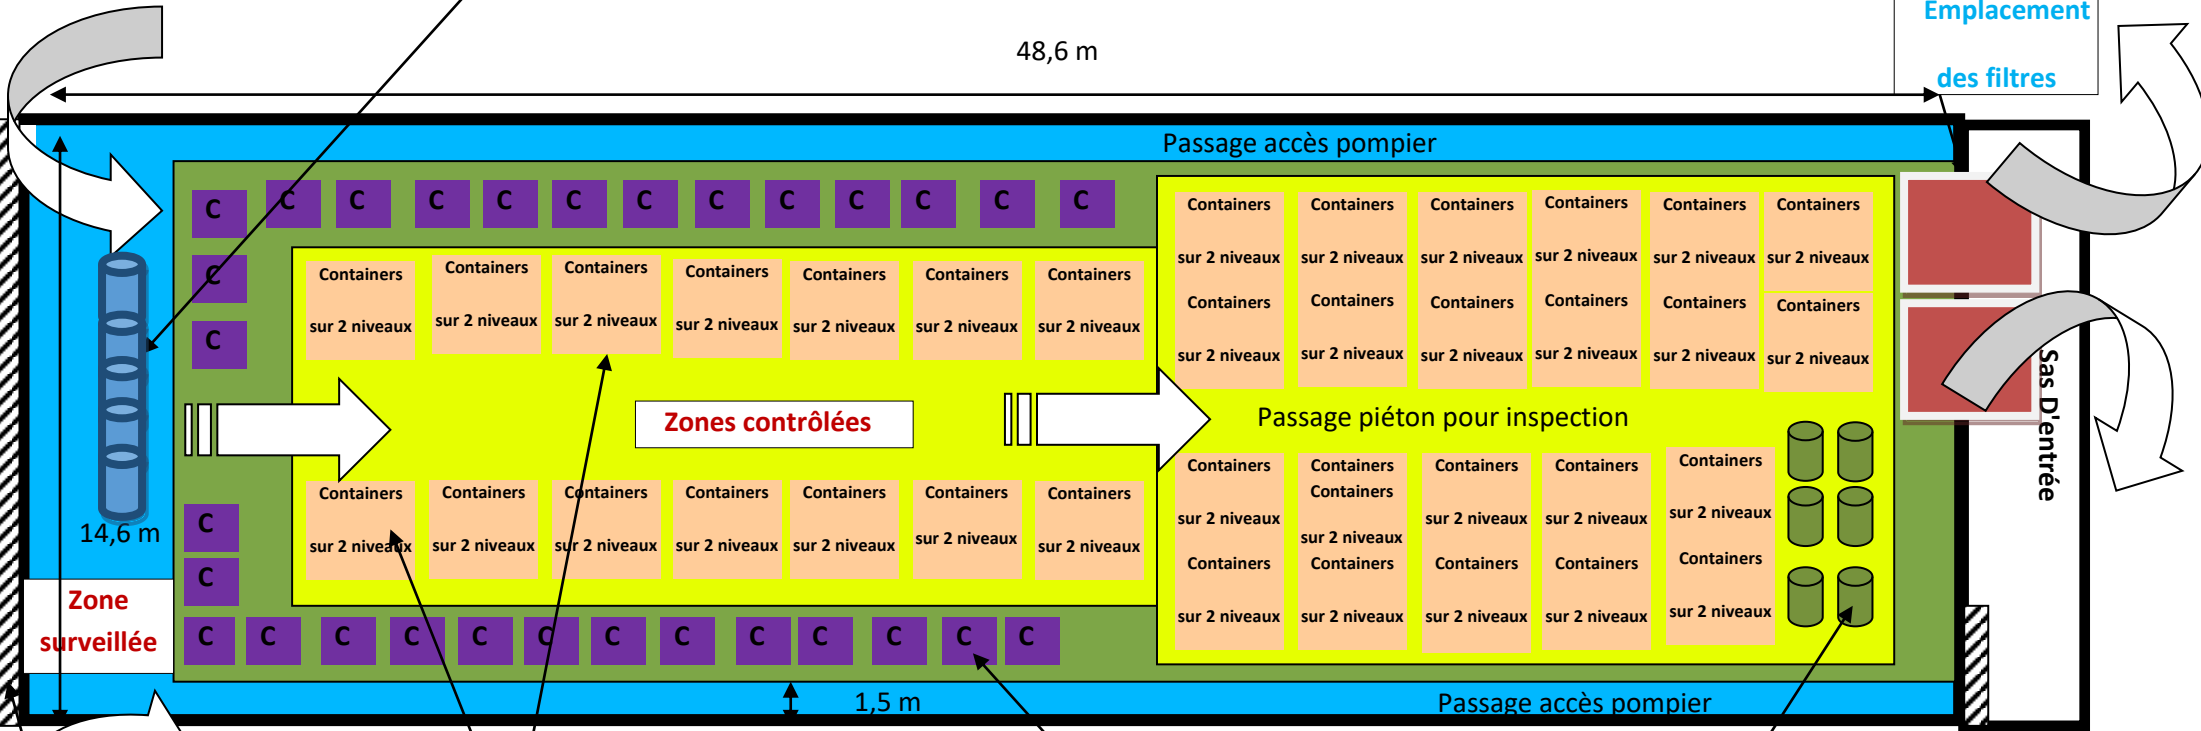 Emplacement
des filtres
48,6 m
Passage accès pompier
C C C C C C C C C C C C C
C
C
Containers Containers Containers Containers Containers Containers
sur 2 niveaux sur 2 niveaux sur 2 niveaux sur 2 niveaux sur 2 niveaux sur 2 niveaux
Containers Containers Containers Containers Containers Containers
sur 2 niveaux sur 2 niveaux sur 2 niveaux sur 2 niveaux sur 2 niveaux sur 2 niveaux
Containers Containers Containers Containers Containers Containers Containers
sur 2 niveaux sur 2 niveaux sur 2 niveaux sur 2 niveaux sur 2 niveaux sur 2 niveaux sur 2 niveaux
Zones contrôlées
Passage piéton pour inspection
Sas D'entrée
Containers Containers Containers Containers Containers Containers Containers
sur 2 niveaux sur 2 niveaux sur 2 niveaux sur 2 niveaux sur 2 niveaux sur 2 niveaux sur 2 niveaux
Containers Containers Containers Containers Containers
Containers
sur 2 niveaux sur 2 niveaux sur 2 niveaux sur 2 niveaux sur 2 niveaux
Containers Containers Containers Containers Containers
sur 2 niveaux sur 2 niveaux sur 2 niveaux sur 2 niveaux sur 2 niveaux
14,6 m
C
C
Zone
surveillée
C C C C C C C C C C C C C
1,5 m
Passage accès pompier